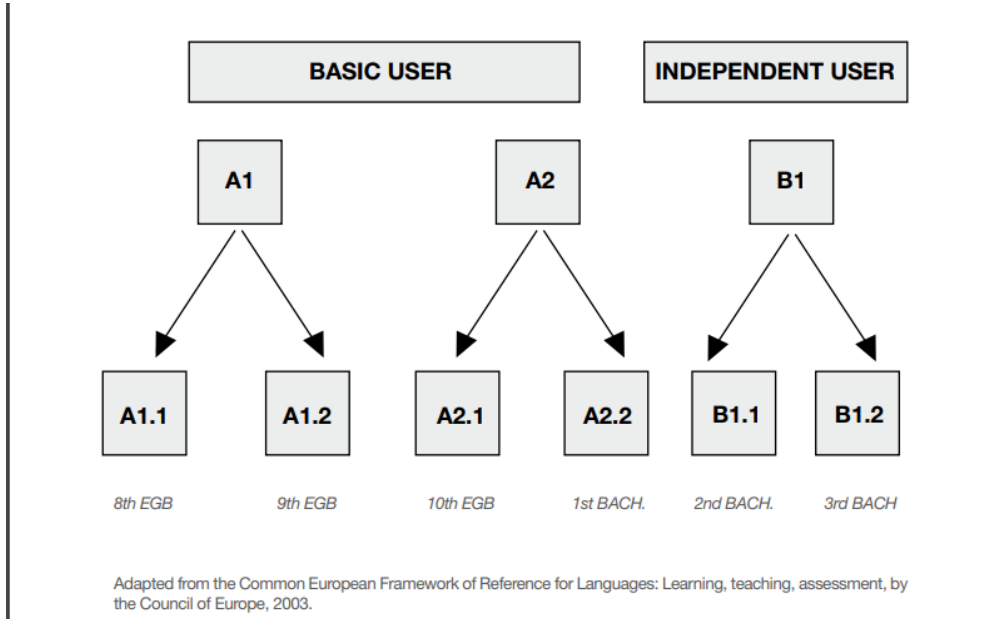 BASIC USER
INDEPENDENT USER
A1
A2
B1
A1.1
A1.2
A2.1
A2.2
B1.1
B1.2
8th EGB
9th EGB
10th EGB
1st BACH.
2nd BACH.
3rd BACH
Adapted from the Common European Framework of Reference for Languages: Learning, teaching, assessment, by
the Council of Europe, 2003.